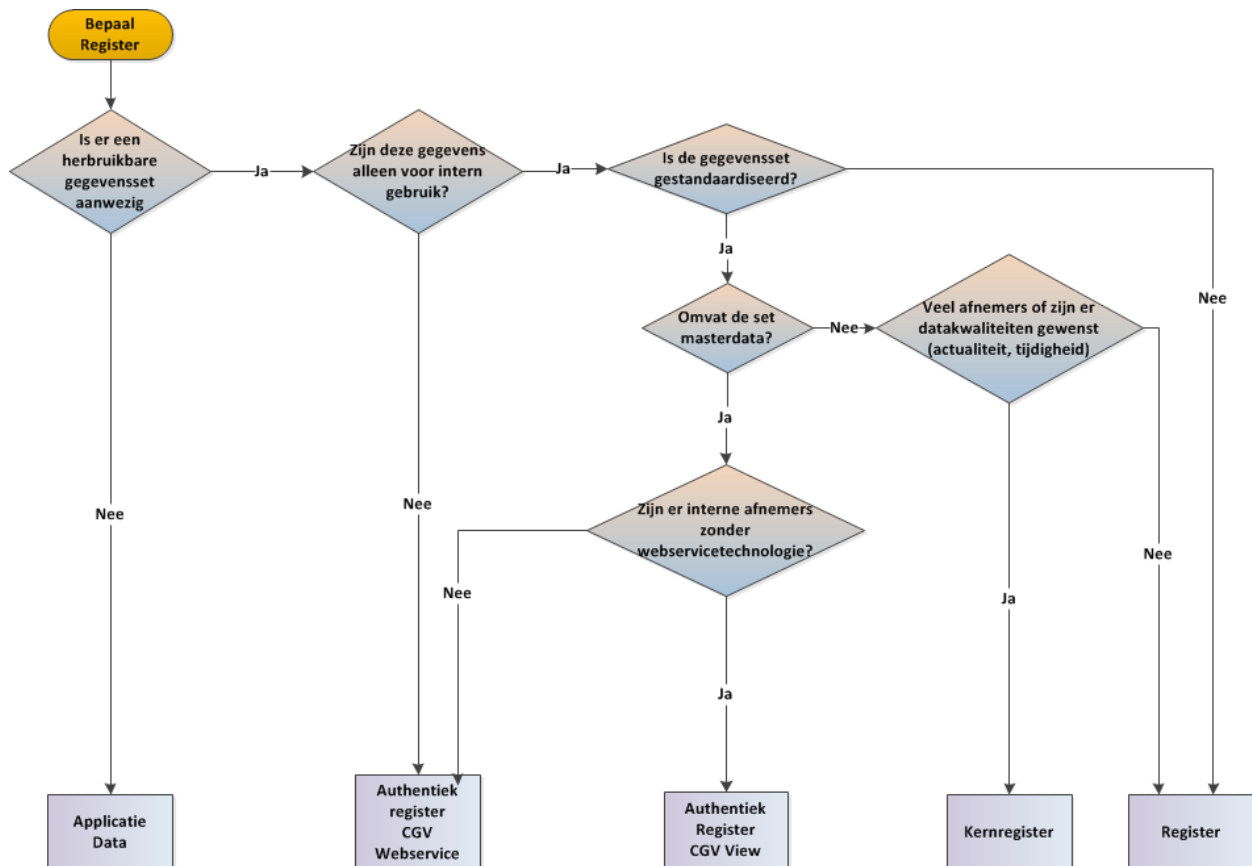 Bepaal
Register
Is er een
herbruikbare
gegevensset
aanwezig
Ja
Zijn deze gegevens
alleen voor intern
gebruik?
Ja
Is de gegevensset
gestandaardiseerd?
Ja
Nee
Omvat de set
masterdata?
Nee
Veel afnemers of zijn er
datakwaliteiten gewenst
(actualiteit, tijdigheid)
Ja
Zijn er interne afnemers
zonder
webservicetechnologie?
Nee
Nee
Nee
Nee
Ja
Ja
Applicatie
Data
Authentiek
register
CGV
Webservice
Authentiek
Register
CGV View
Kernregister
Register